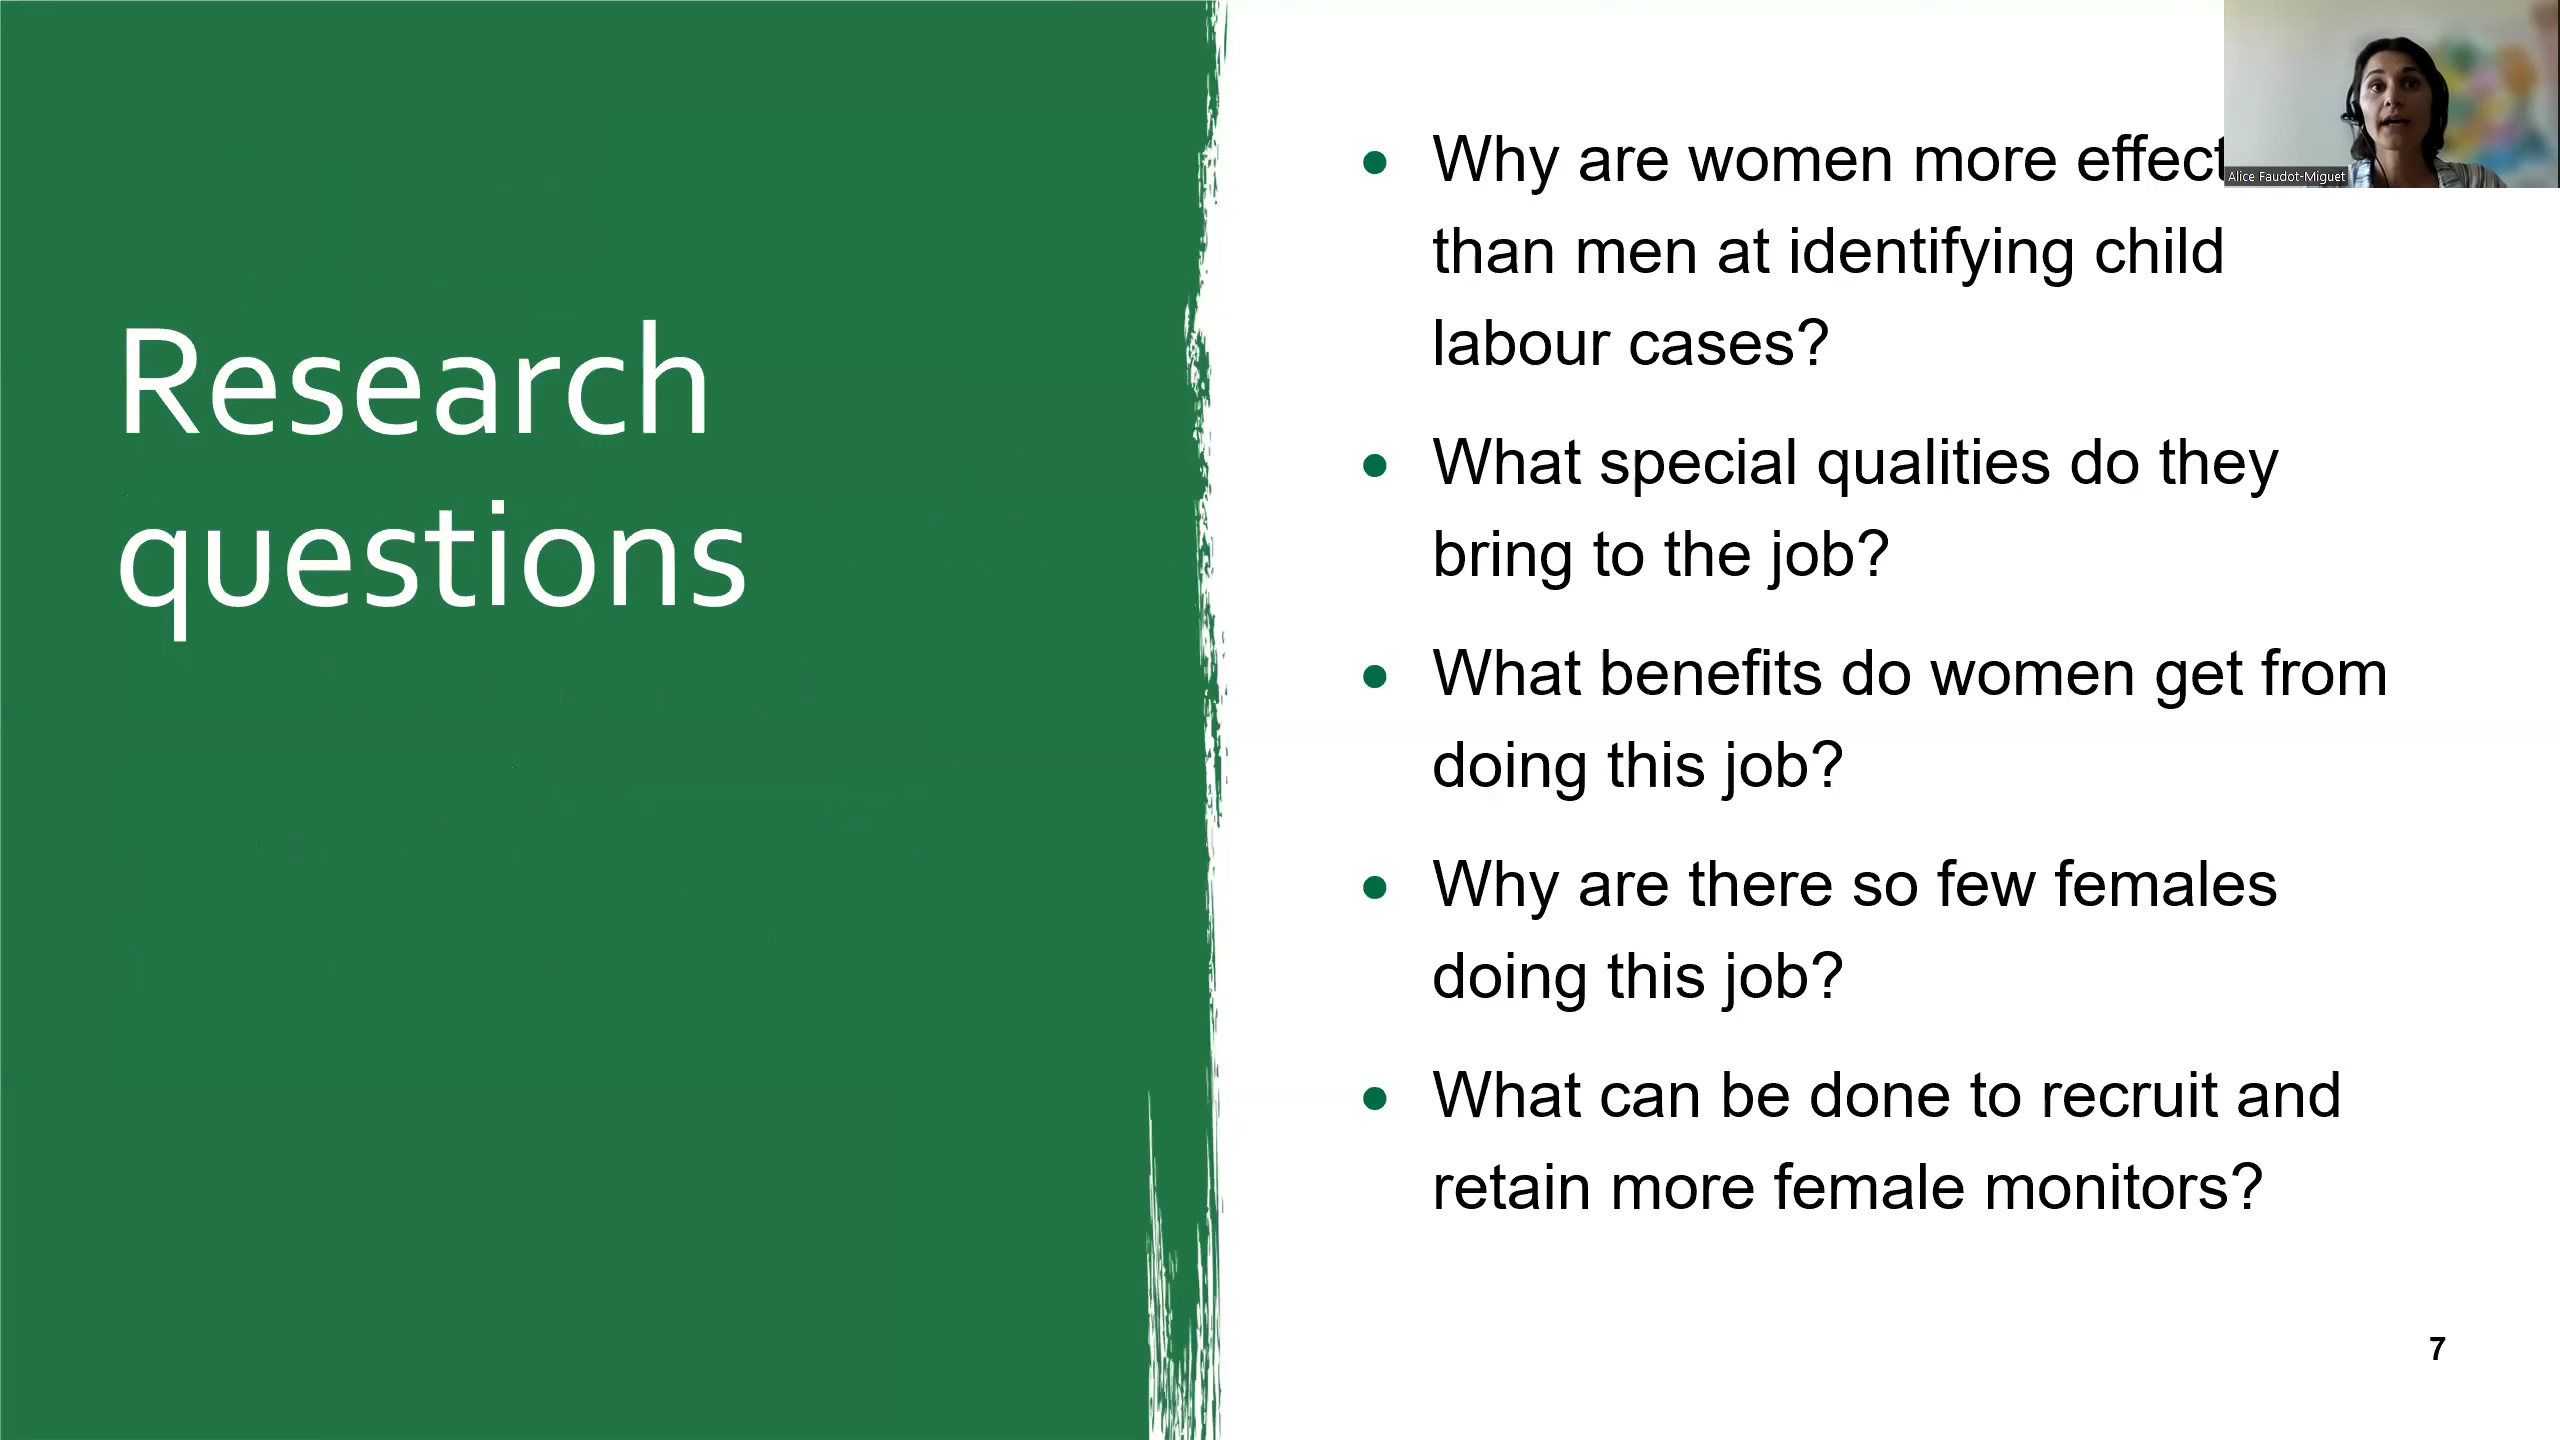 Research
questions
Why are women more effect
than men at identifying child
labour cases?
What special qualities do they
bring to the job?
What benefits do women get from
doing this job?
Why are there so few females
doing this job?
What can be done to recruit and
retain more female monitors?
Alice Faudot-Miguet
7